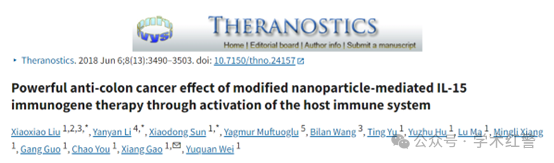 THERANOSTICS
Home | Editorial board | Author info | Submit a manuscript
Theranostics. 2018 Jun 6;8(13):3490–3503. doi: 10.7150/thno.24157
Powerful anti-colon cancer effect of modified nanoparticle-mediated IL-15
immunogene therapy through activation of the host immune system
Xiaoxiao Liu 1,2,3,*, Yanyan Li 4,*, Xiaodong Sun 1,*, Yagmur Muftuoglu 5, Bilan Wang 3, Ting Yu 1, Yuzhu Hu 1, Lu Ma 1, Mingli Xiang
1, Gang Guo 1, Chao You 1, Xiang Gao 1,✉, Yuquan Wei 1
公众号·学术红警